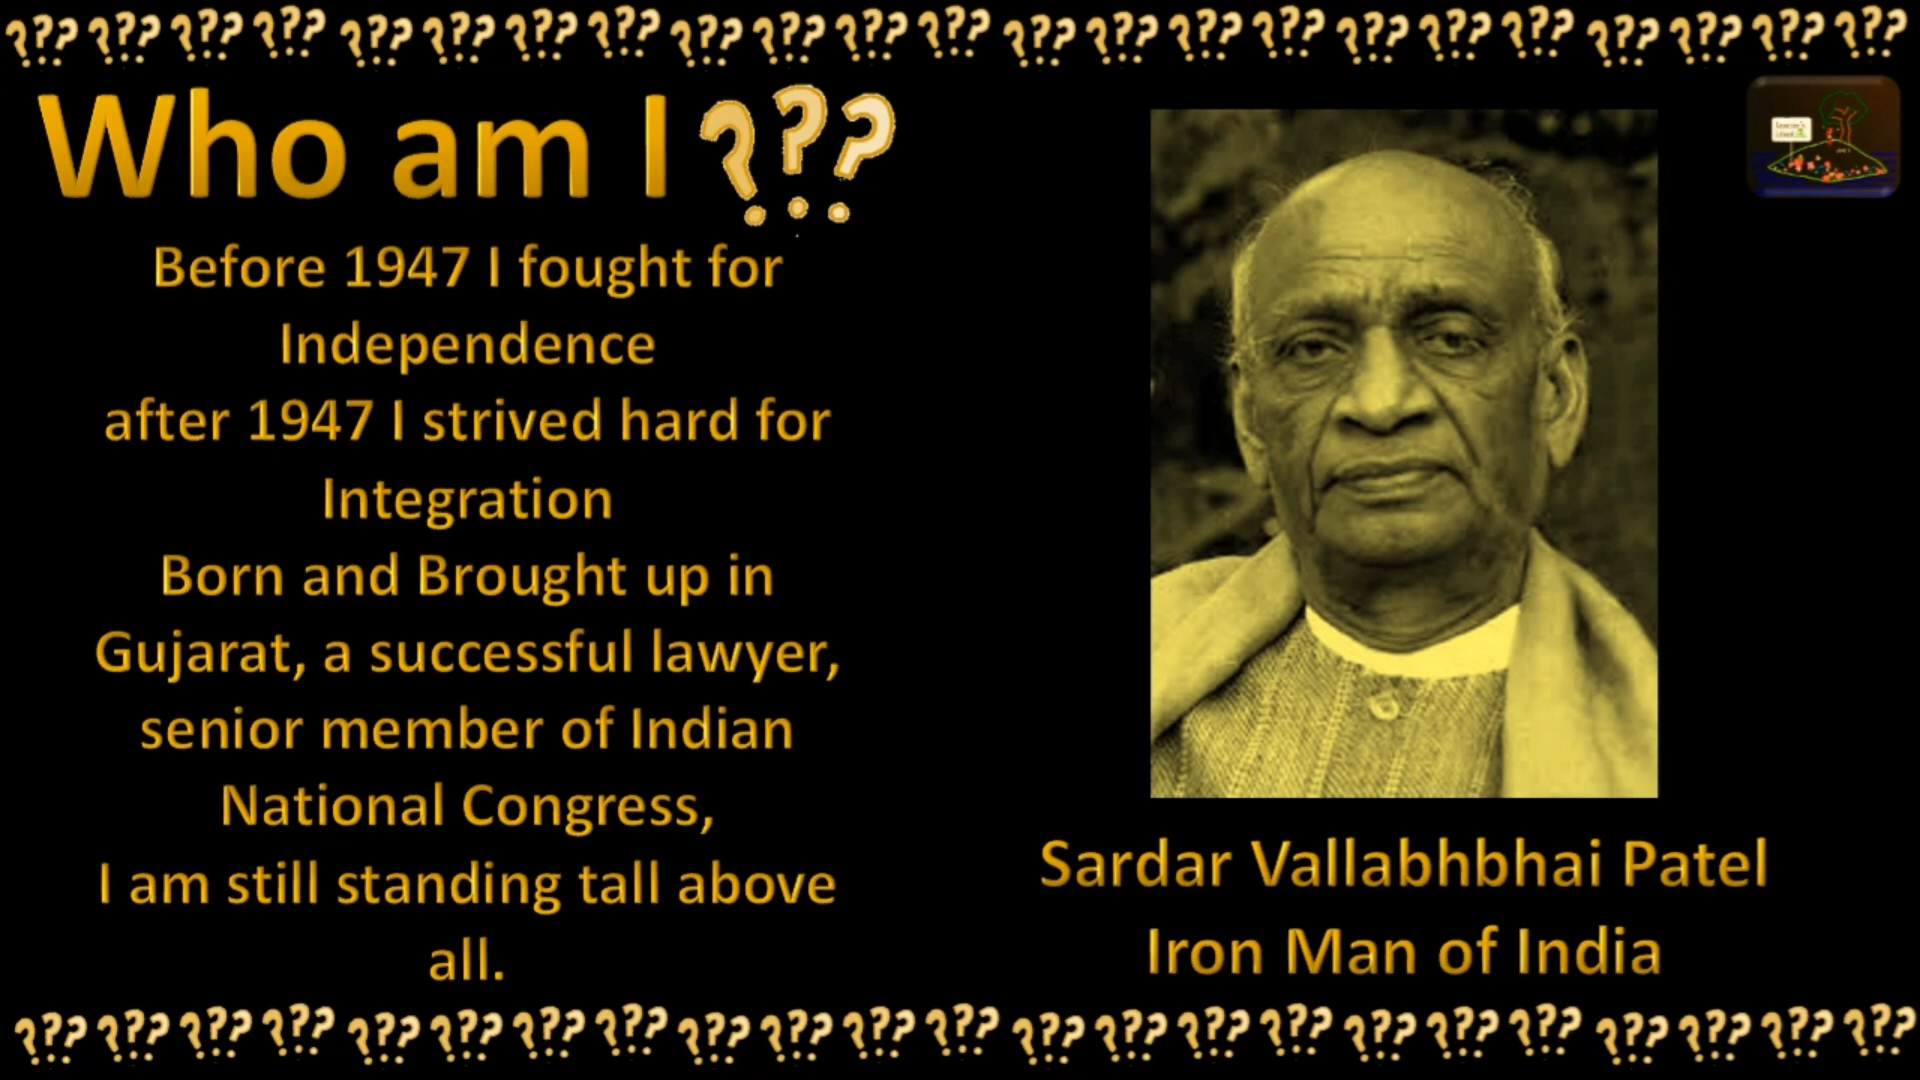 Who am I ???
Before 1947 I fought for
Independence
after 1947 I strived hard for
Integration
Born and Brought up in
Gujarat, a successful lawyer,
senior member of Indian
National Congress,
I am still standing tall above
all.
Sardar Vallabhbhai Patel
Iron Man of India